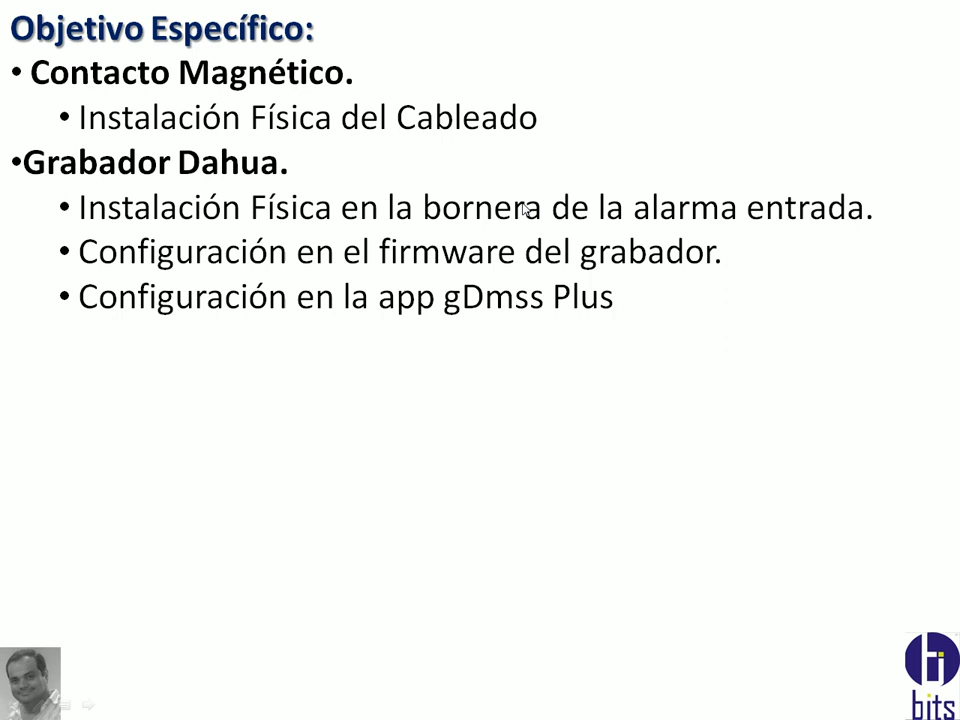 Objetivo Específico:
• Contacto Magnético.
• Instalación Física del Cableado
•Grabador Dahua.
• Instalación Física en la bornera de la alarma entrada.
• Configuración en el firmware del grabador.
• Configuración en la app gDmss Plus
bits